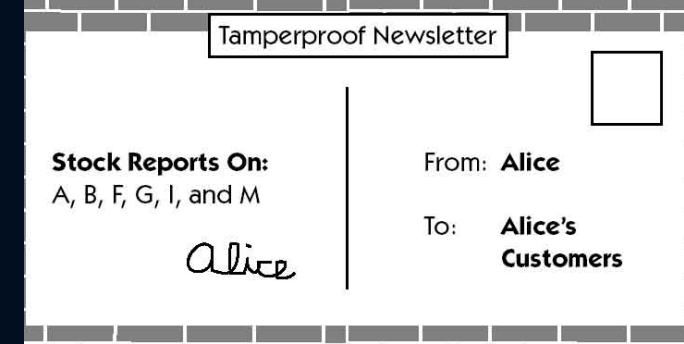 Tamperproof Newsletter
Stock Reports On:
A, B, F, G, I, and M
Alice
From: Alice
To: Alice's
Customers